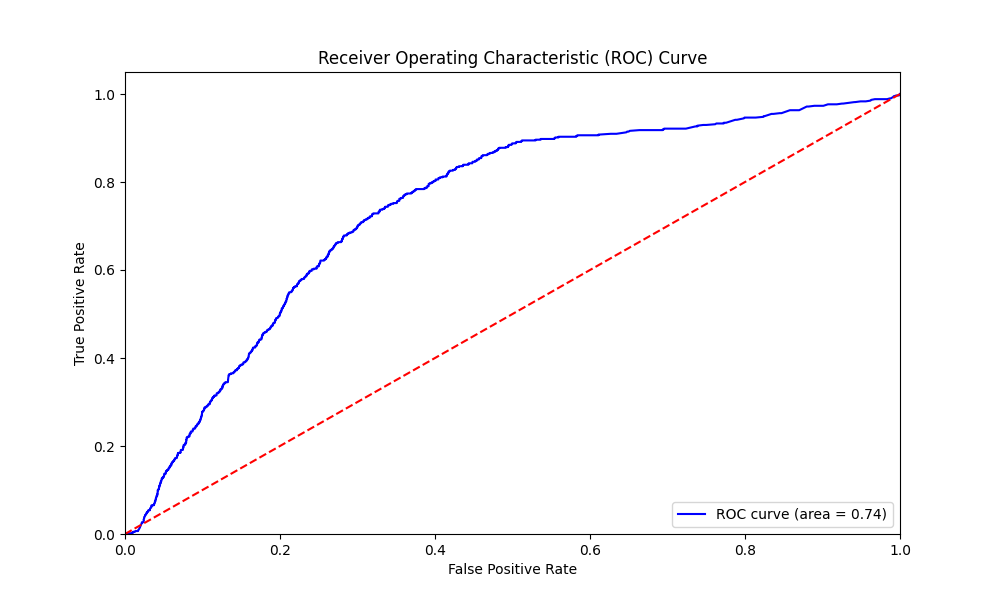 Receiver Operating Characteristic (ROC) Curve
True Positive Rate
1.0
0.8
0.6
0.4
0.2
0.0
ROC curve (area = 0.74)
0.0 0.2 0.4 0.6 0.8 1.0
False Positive Rate